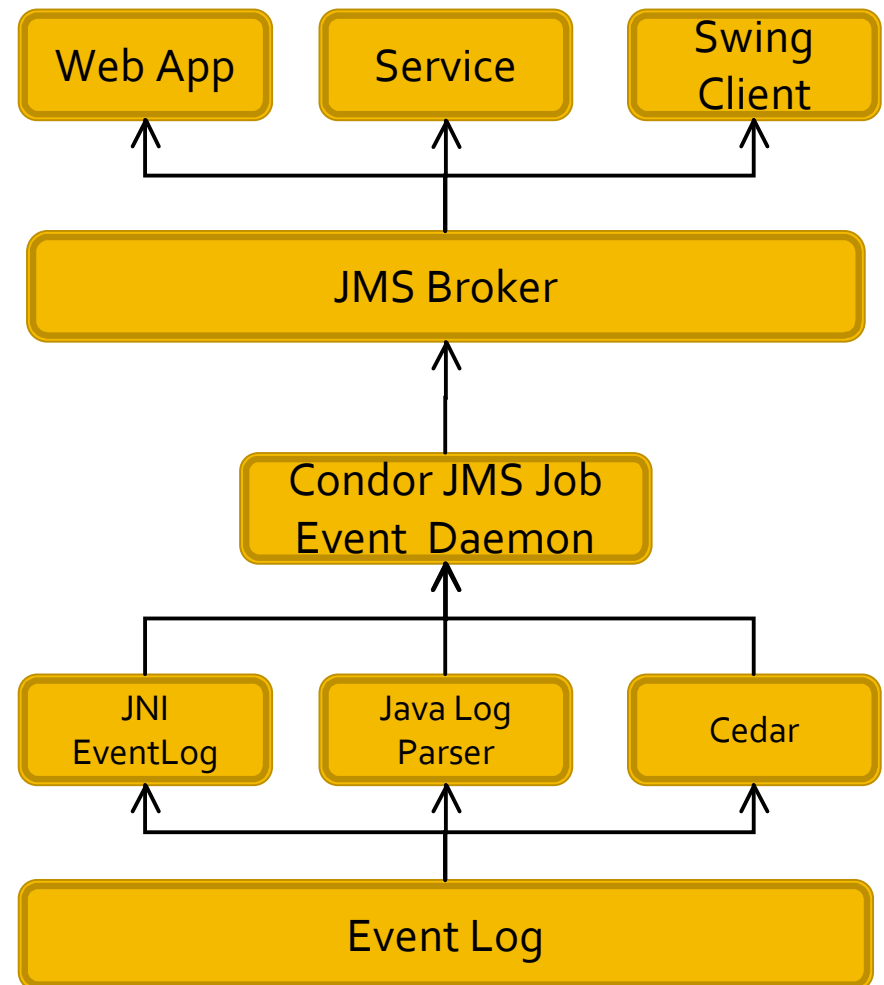 Web App
Service
Swing
Client
JMS Broker
Condor JMS Job
Event Daemon
JNI
EventLog
Java Log
Parser
Cedar
Event Log